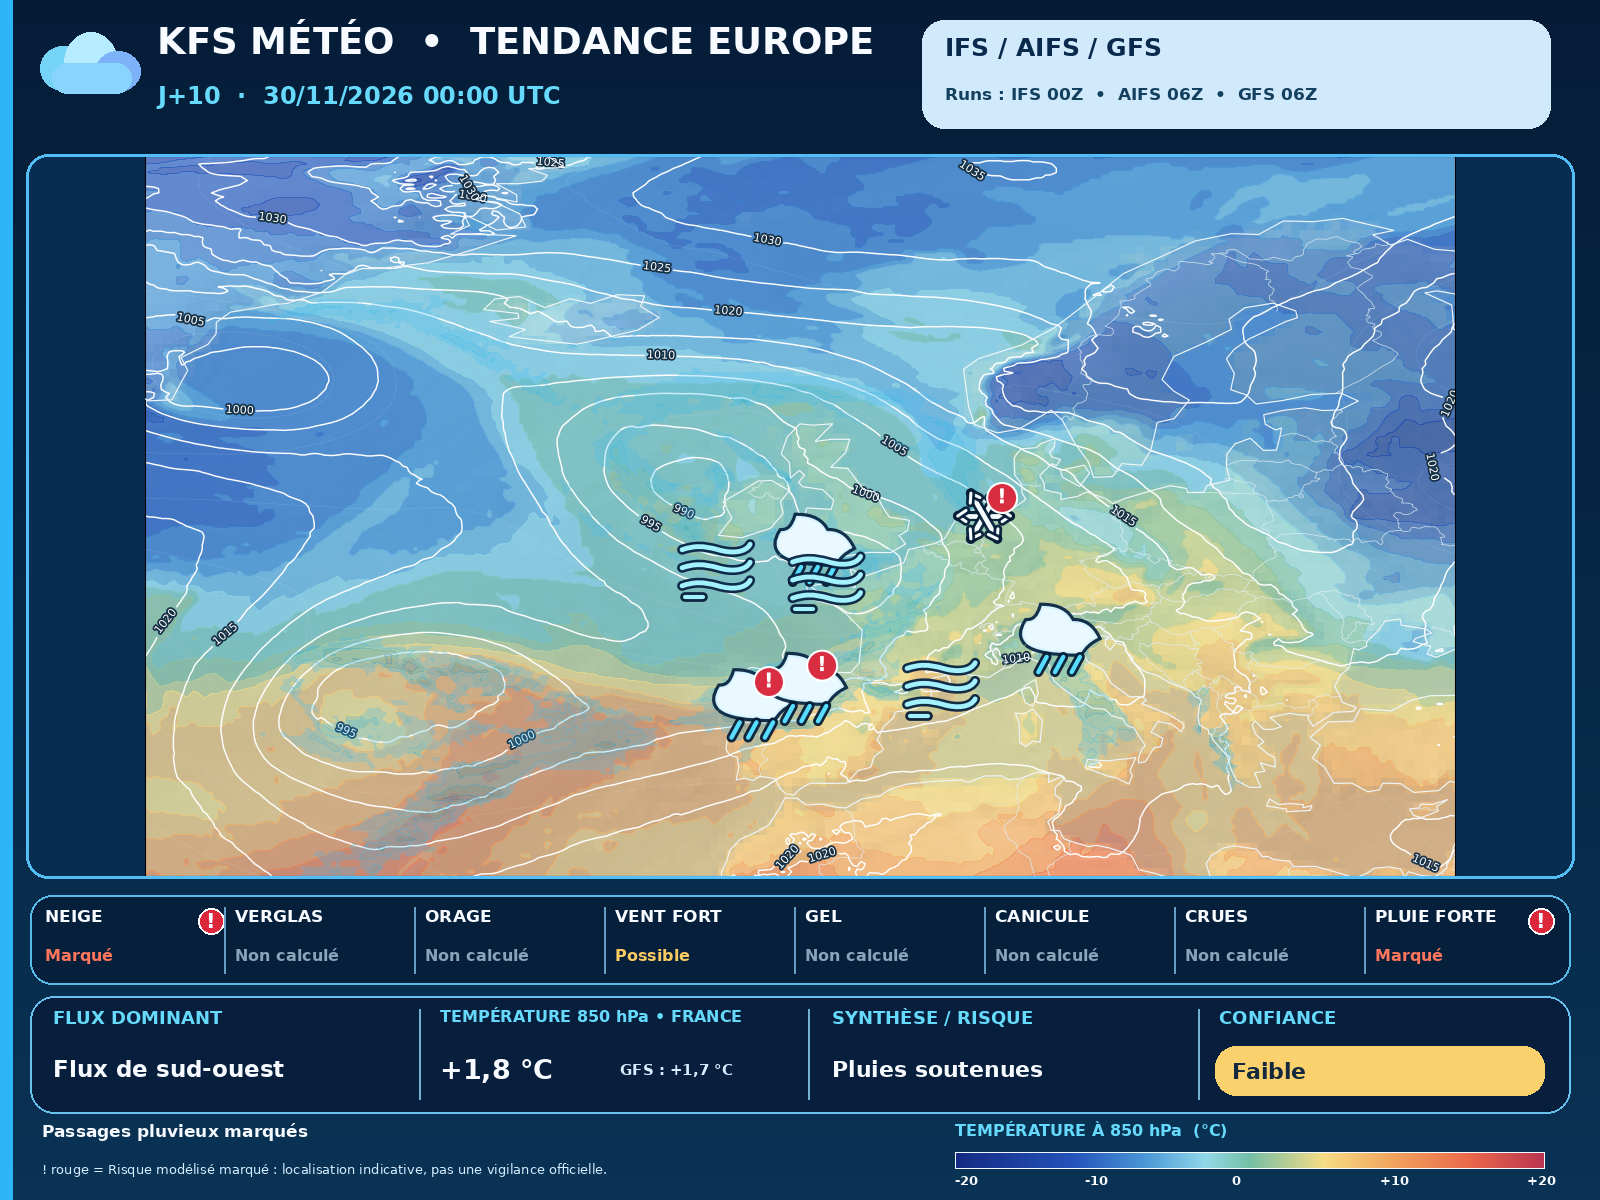 KFS MÉTÉO • TENDANCE EUROPE
J+10 · 30/11/2026 00:00 UTC
IFS / AIFS / GFS
Runs : IFS 00Z • AIFS 06Z • GFS 06Z
1025
1035
1030
1030
1030
1025
1020
1005
1010
1000
1020
1005
1020
1000
990
995
1015
1020
1015
1010
995
1000
1020
1020
1015
!
!
!
NEIGE
!
Marqué
VERGLAS
Non calculé
ORAGE
Non calculé
VENT FORT
Possible
GEL
Non calculé
CANICULE
Non calculé
CRUES
Non calculé
PLUIE FORTE
!
Marqué
FLUX DOMINANT
Flux de sud-ouest
TEMPÉRATURE 850 hPa • FRANCE
+1,8 °C GFS : +1,7 °C
SYNTHÈSE / RISQUE
Pluies soutenues
CONFIANCE
Faible
Passages pluvieux marqués
! rouge = Risque modélisé marqué : localisation indicative, pas une vigilance officielle.
TEMPÉRATURE À 850 hPa (°C)
-20 -10 0 +10 +20